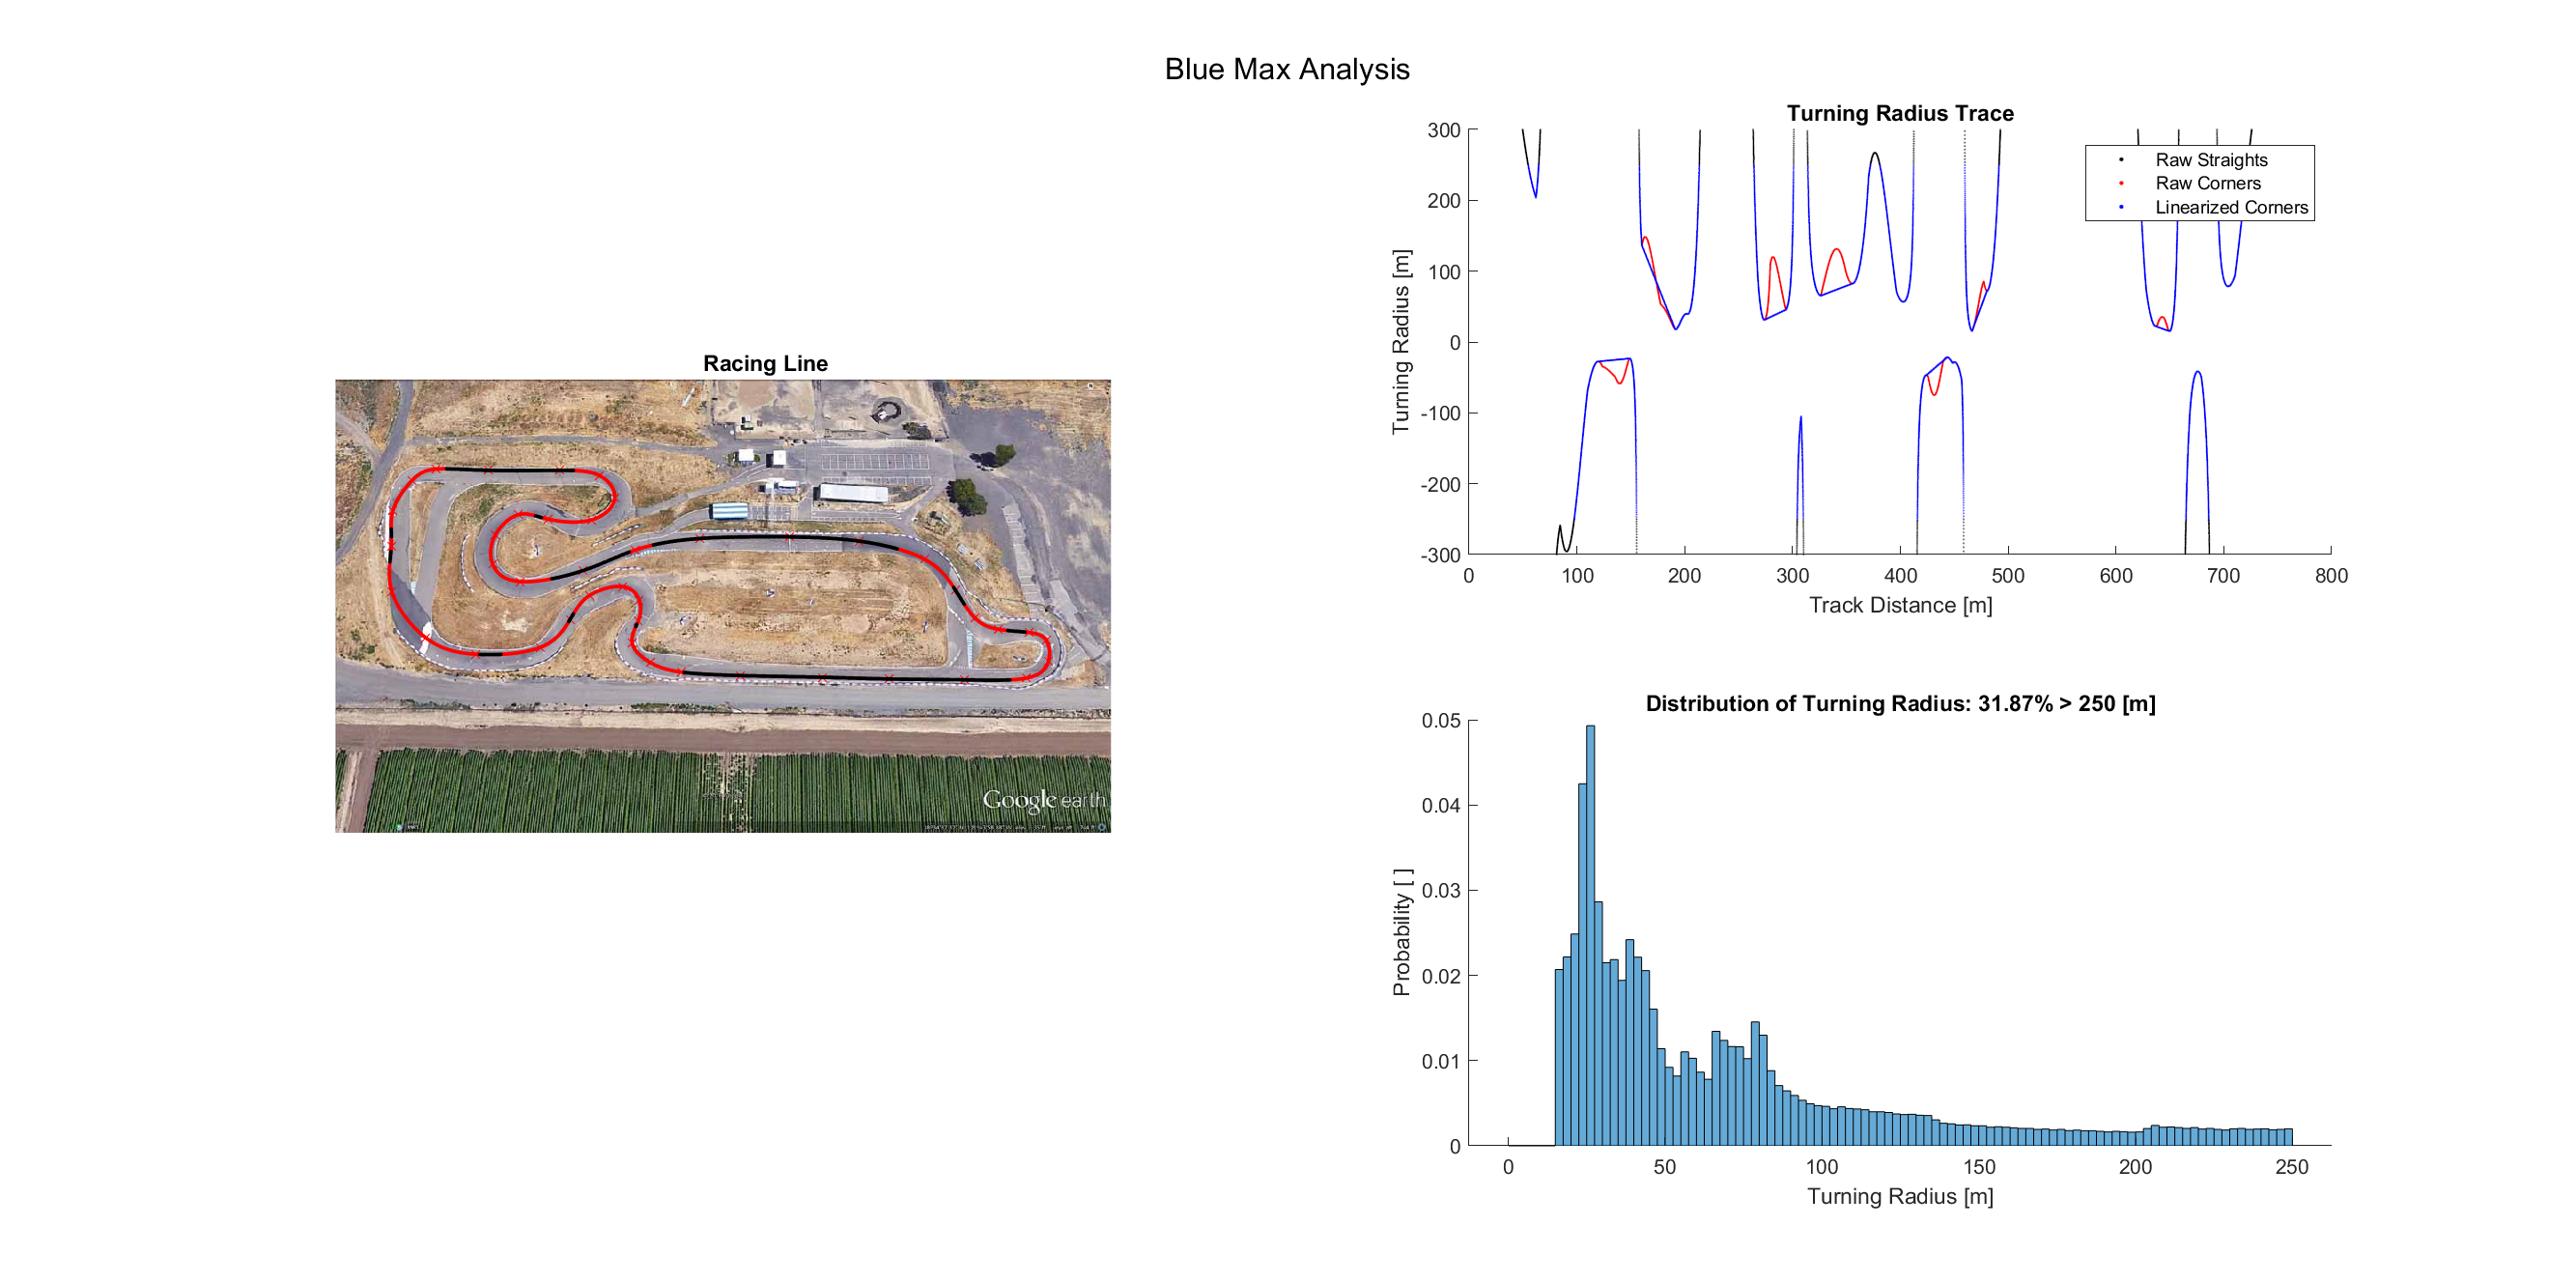 Blue Max Analysis
Racing Line
Google earth
Turning Radius Trace
Turning Radius [m]
300
200
100
0
-100
-200
-300
0 100 200 300 400 500 600 700 800
Track Distance [m]
Raw Straights
Raw Corners
Linearized Corners
Distribution of Turning Radius: 31.87% > 250 [m]
Probability [ ]
0.05
0.04
0.03
0.02
0.01
0
0 50 100 150 200 250
Turning Radius [m]